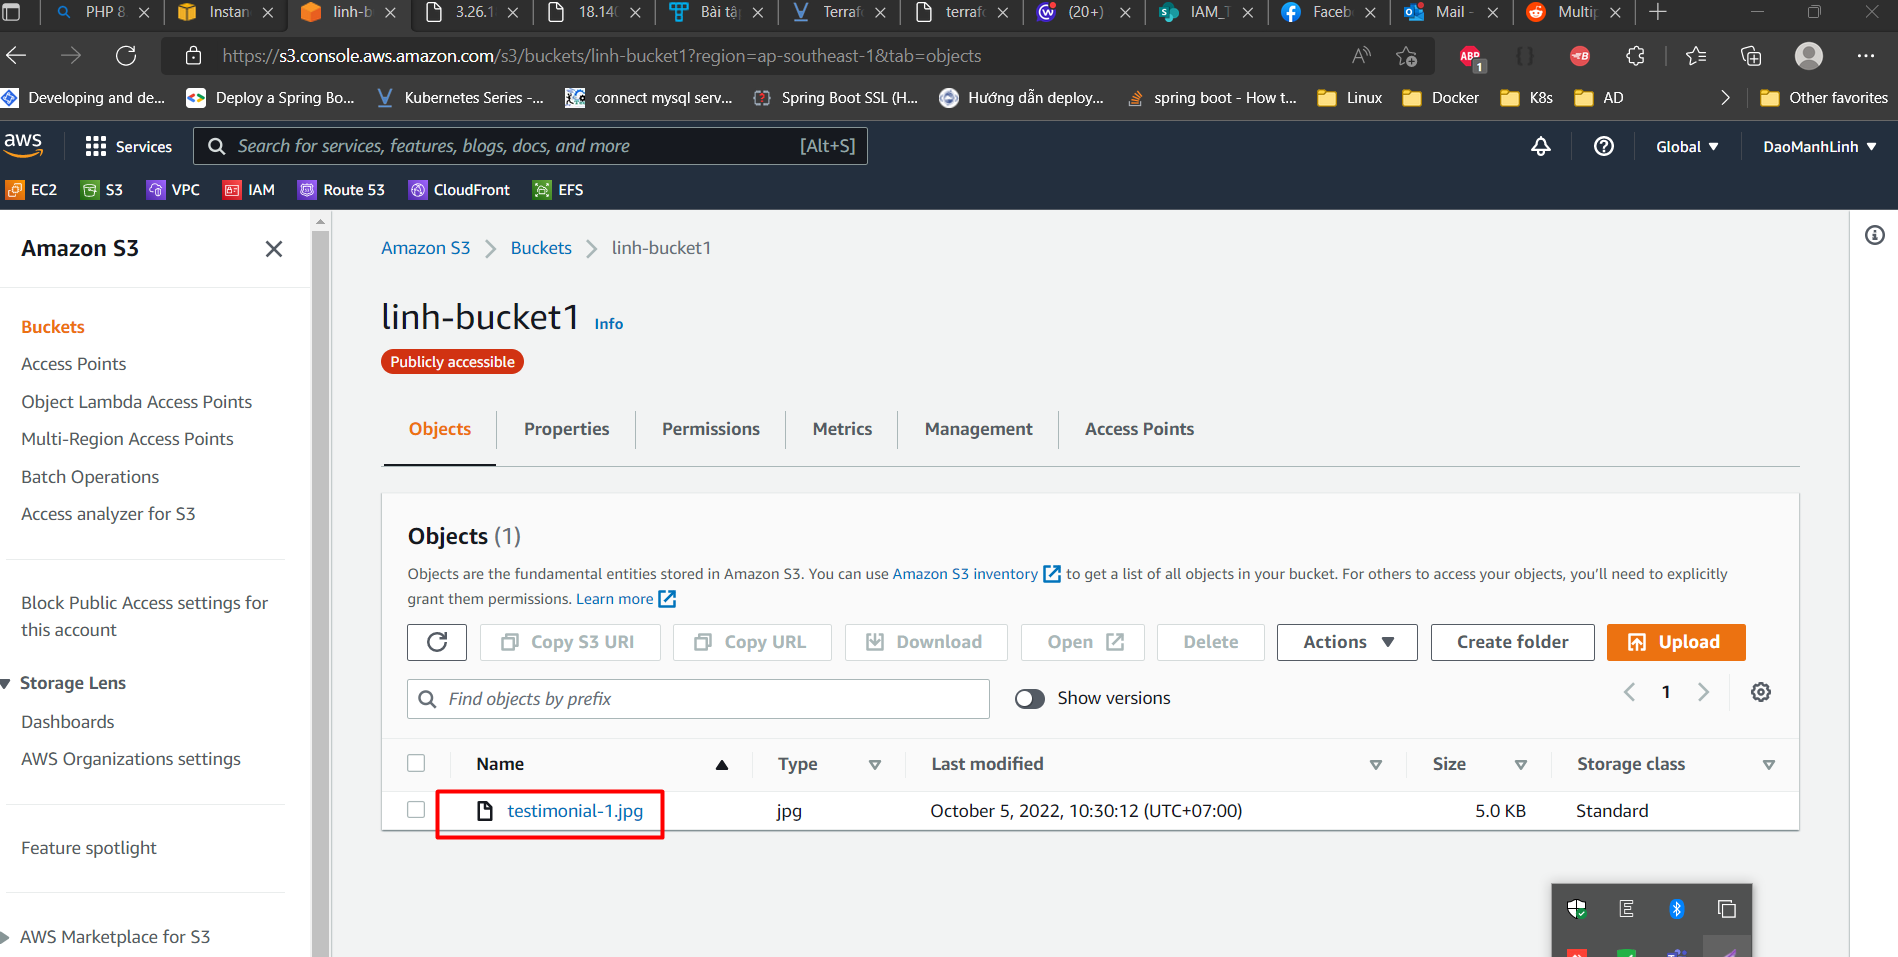 PHP 8.
Instan
linh-b
3.26.1
18.140
Bài tập
Terrafo
terrafo
(20+)
IAM_T
Faceb
Mail -
Multip
https://s3.console.aws.amazon.com/s3/buckets/linh-bucket1?region=ap-southeast-1&tab=objects
ABP
1
Developing and de...
Deploy a Spring Bo...
Kubernetes Series -...
connect mysql serv...
Spring Boot SSL (H...
Hướng dẫn deploy...
spring boot - How t...
Linux
Docker
K8s
AD
Other favorites
aws
Services
Search for services, features, blogs, docs, and more
[Alt+S]
Global
DaoManhLinh
EC2
S3
VPC
IAM
Route 53
CloudFront
EFS
Amazon S3
Buckets
Access Points
Object Lambda Access Points
Multi-Region Access Points
Batch Operations
Access analyzer for S3
Block Public Access settings for
this account
Storage Lens
Dashboards
AWS Organizations settings
Feature spotlight
AWS Marketplace for S3
Amazon S3
Buckets
linh-bucket1
linh-bucket1
Info
Publicly accessible
Objects
Properties
Permissions
Metrics
Management
Access Points
Objects (1)
Objects are the fundamental entities stored in Amazon S3. You can use Amazon S3 inventory to get a list of all objects in your bucket. For others to access your objects, you'll need to explicitly
grant them permissions. Learn more
Copy S3 URI
Copy URL
Download
Open
Delete
Actions
Create folder
Upload
Find objects by prefix
Show versions
1
Name
Type
Last modified
Size
Storage class
testimonial-1.jpg
jpg
October 5, 2022, 10:30:12 (UTC+07:00)
5.0 KB
Standard